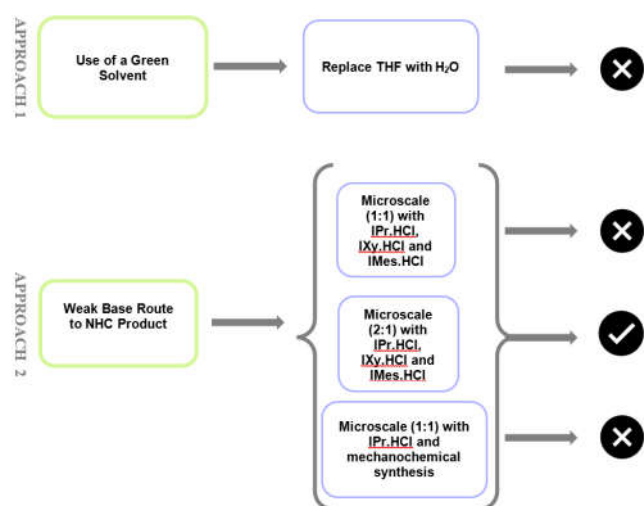 APPROACH 1
Use of a Green
Solvent
Replace THF with H₂O
APPROACH 2
Weak Base Route
to NHC Product
Microscale
(1:1) with
IPr.HCl,
IXy.HCl and
IMes.HCl
Microscale
(2:1) with
IPr.HCl,
IXy.HCl and
IMes.HCl
Microscale (1:1) with
IPr.HCl and
mechanochemical
synthesis